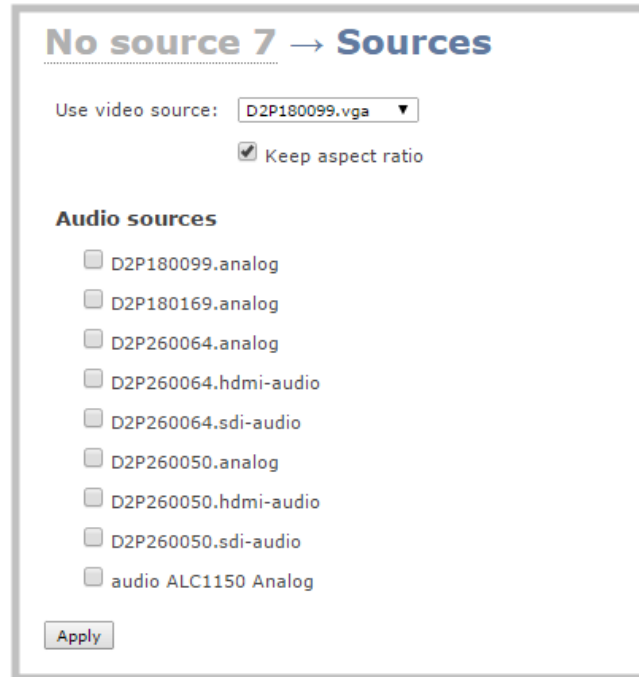 No source 7 → Sources
Use video source: D2P180099.vga ▼
Keep aspect ratio
Audio sources
D2P180099.analog
D2P180169.analog
D2P260064.analog
D2P260064.hdmi-audio
D2P260064.sdi-audio
D2P260050.analog
D2P260050.hdmi-audio
D2P260050.sdi-audio
audio ALC1150 Analog
Apply